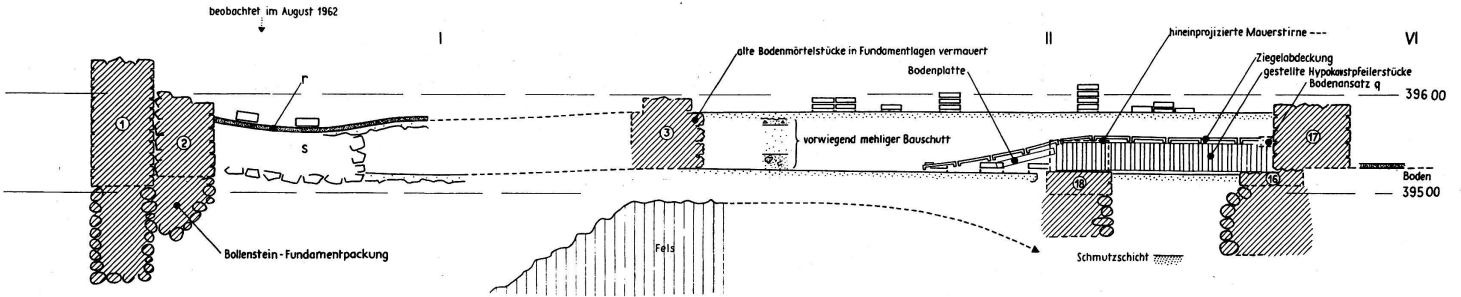 beobachtet im August 1962
I
II
VI
hineinprojizierte Mauerstirne ---
alte Bodenmörtelstücke in Fundamentlagen vermauert
Ziegelabdeckung
Bodenplatte
gestellte Hypokaustpfeilerstücke
Bodenansatz q
r
396 00
1
2
3
17
s
vorwiegend mehliger Bauschutt
Boden
18
16
395 00
Fels
Bollenstein-Fundamentpackung
Schmutzschicht